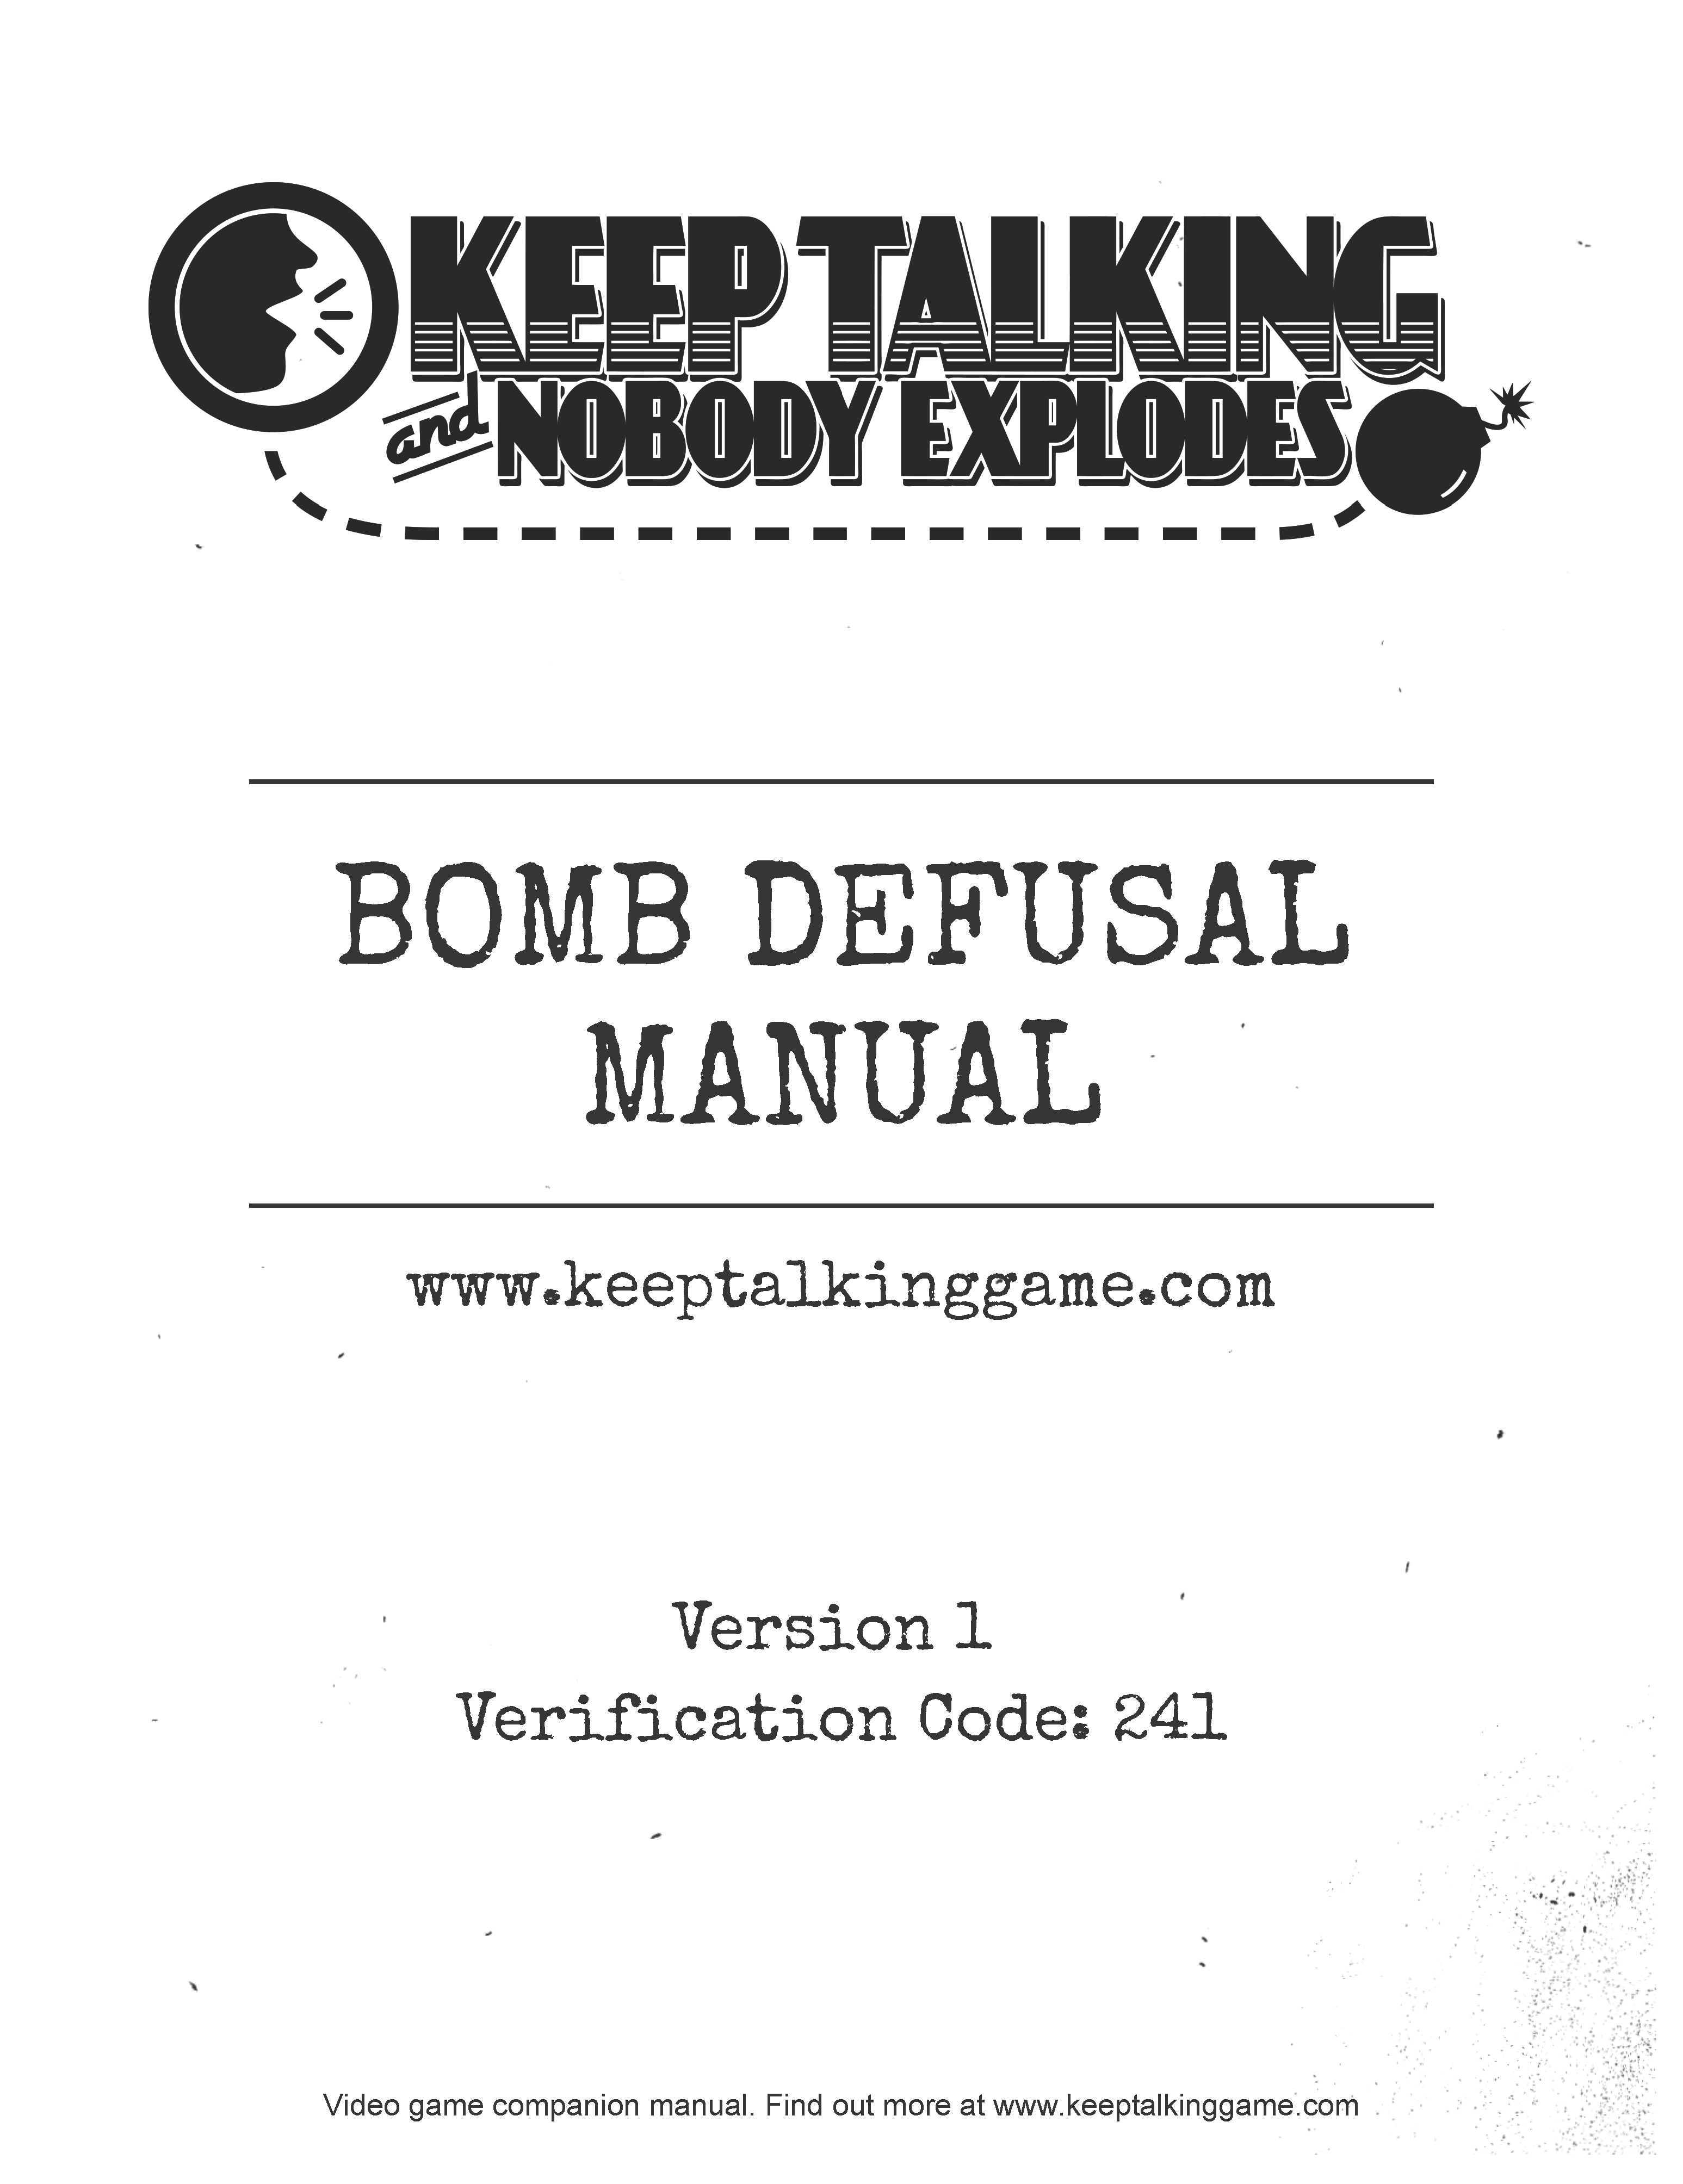 KEEP TALKING
and NOBODY EXPLODES
BOMB DEFUSAL
MANUAL
www.keeptalkinggame.com
Version 1
Verification Code: 241
Video game companion manual. Find out more at www.keeptalkinggame.com